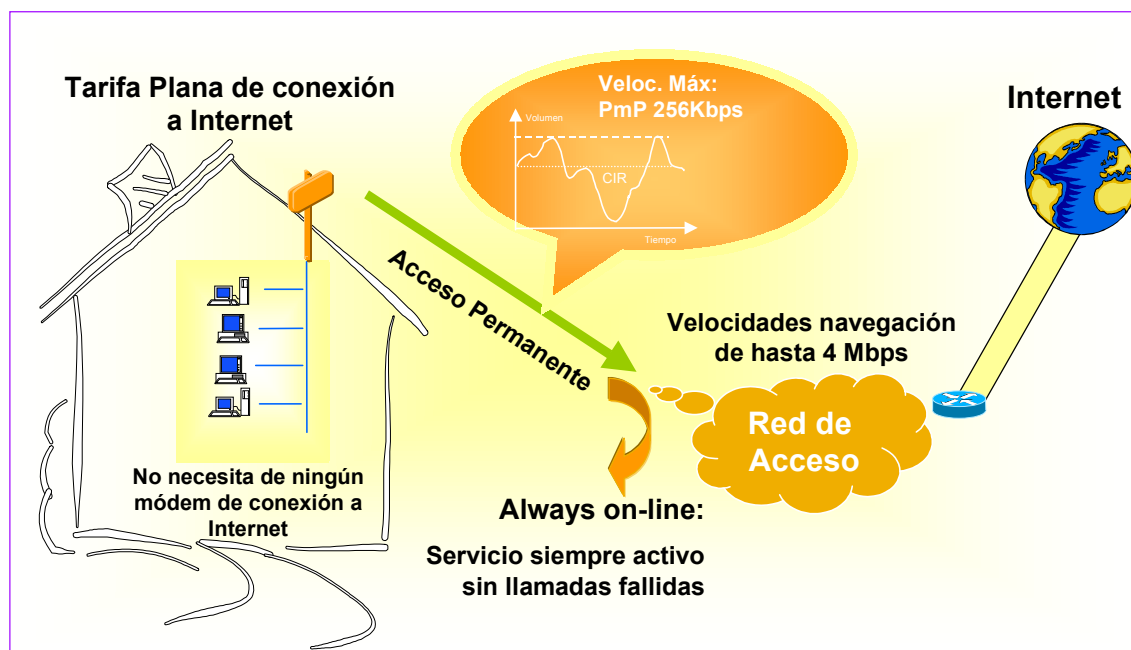 Tarifa Plana de conexión
a Internet
Veloc. Máx:
PmP 256Kbps
Volumen
CIR
Tiempo
Internet
Acceso Permanente
Velocidades navegación
de hasta 4 Mbps
Red de
Acceso
No necesita de ningún
módem de conexión a
Internet
Always on-line:
Servicio siempre activo
sin llamadas fallidas